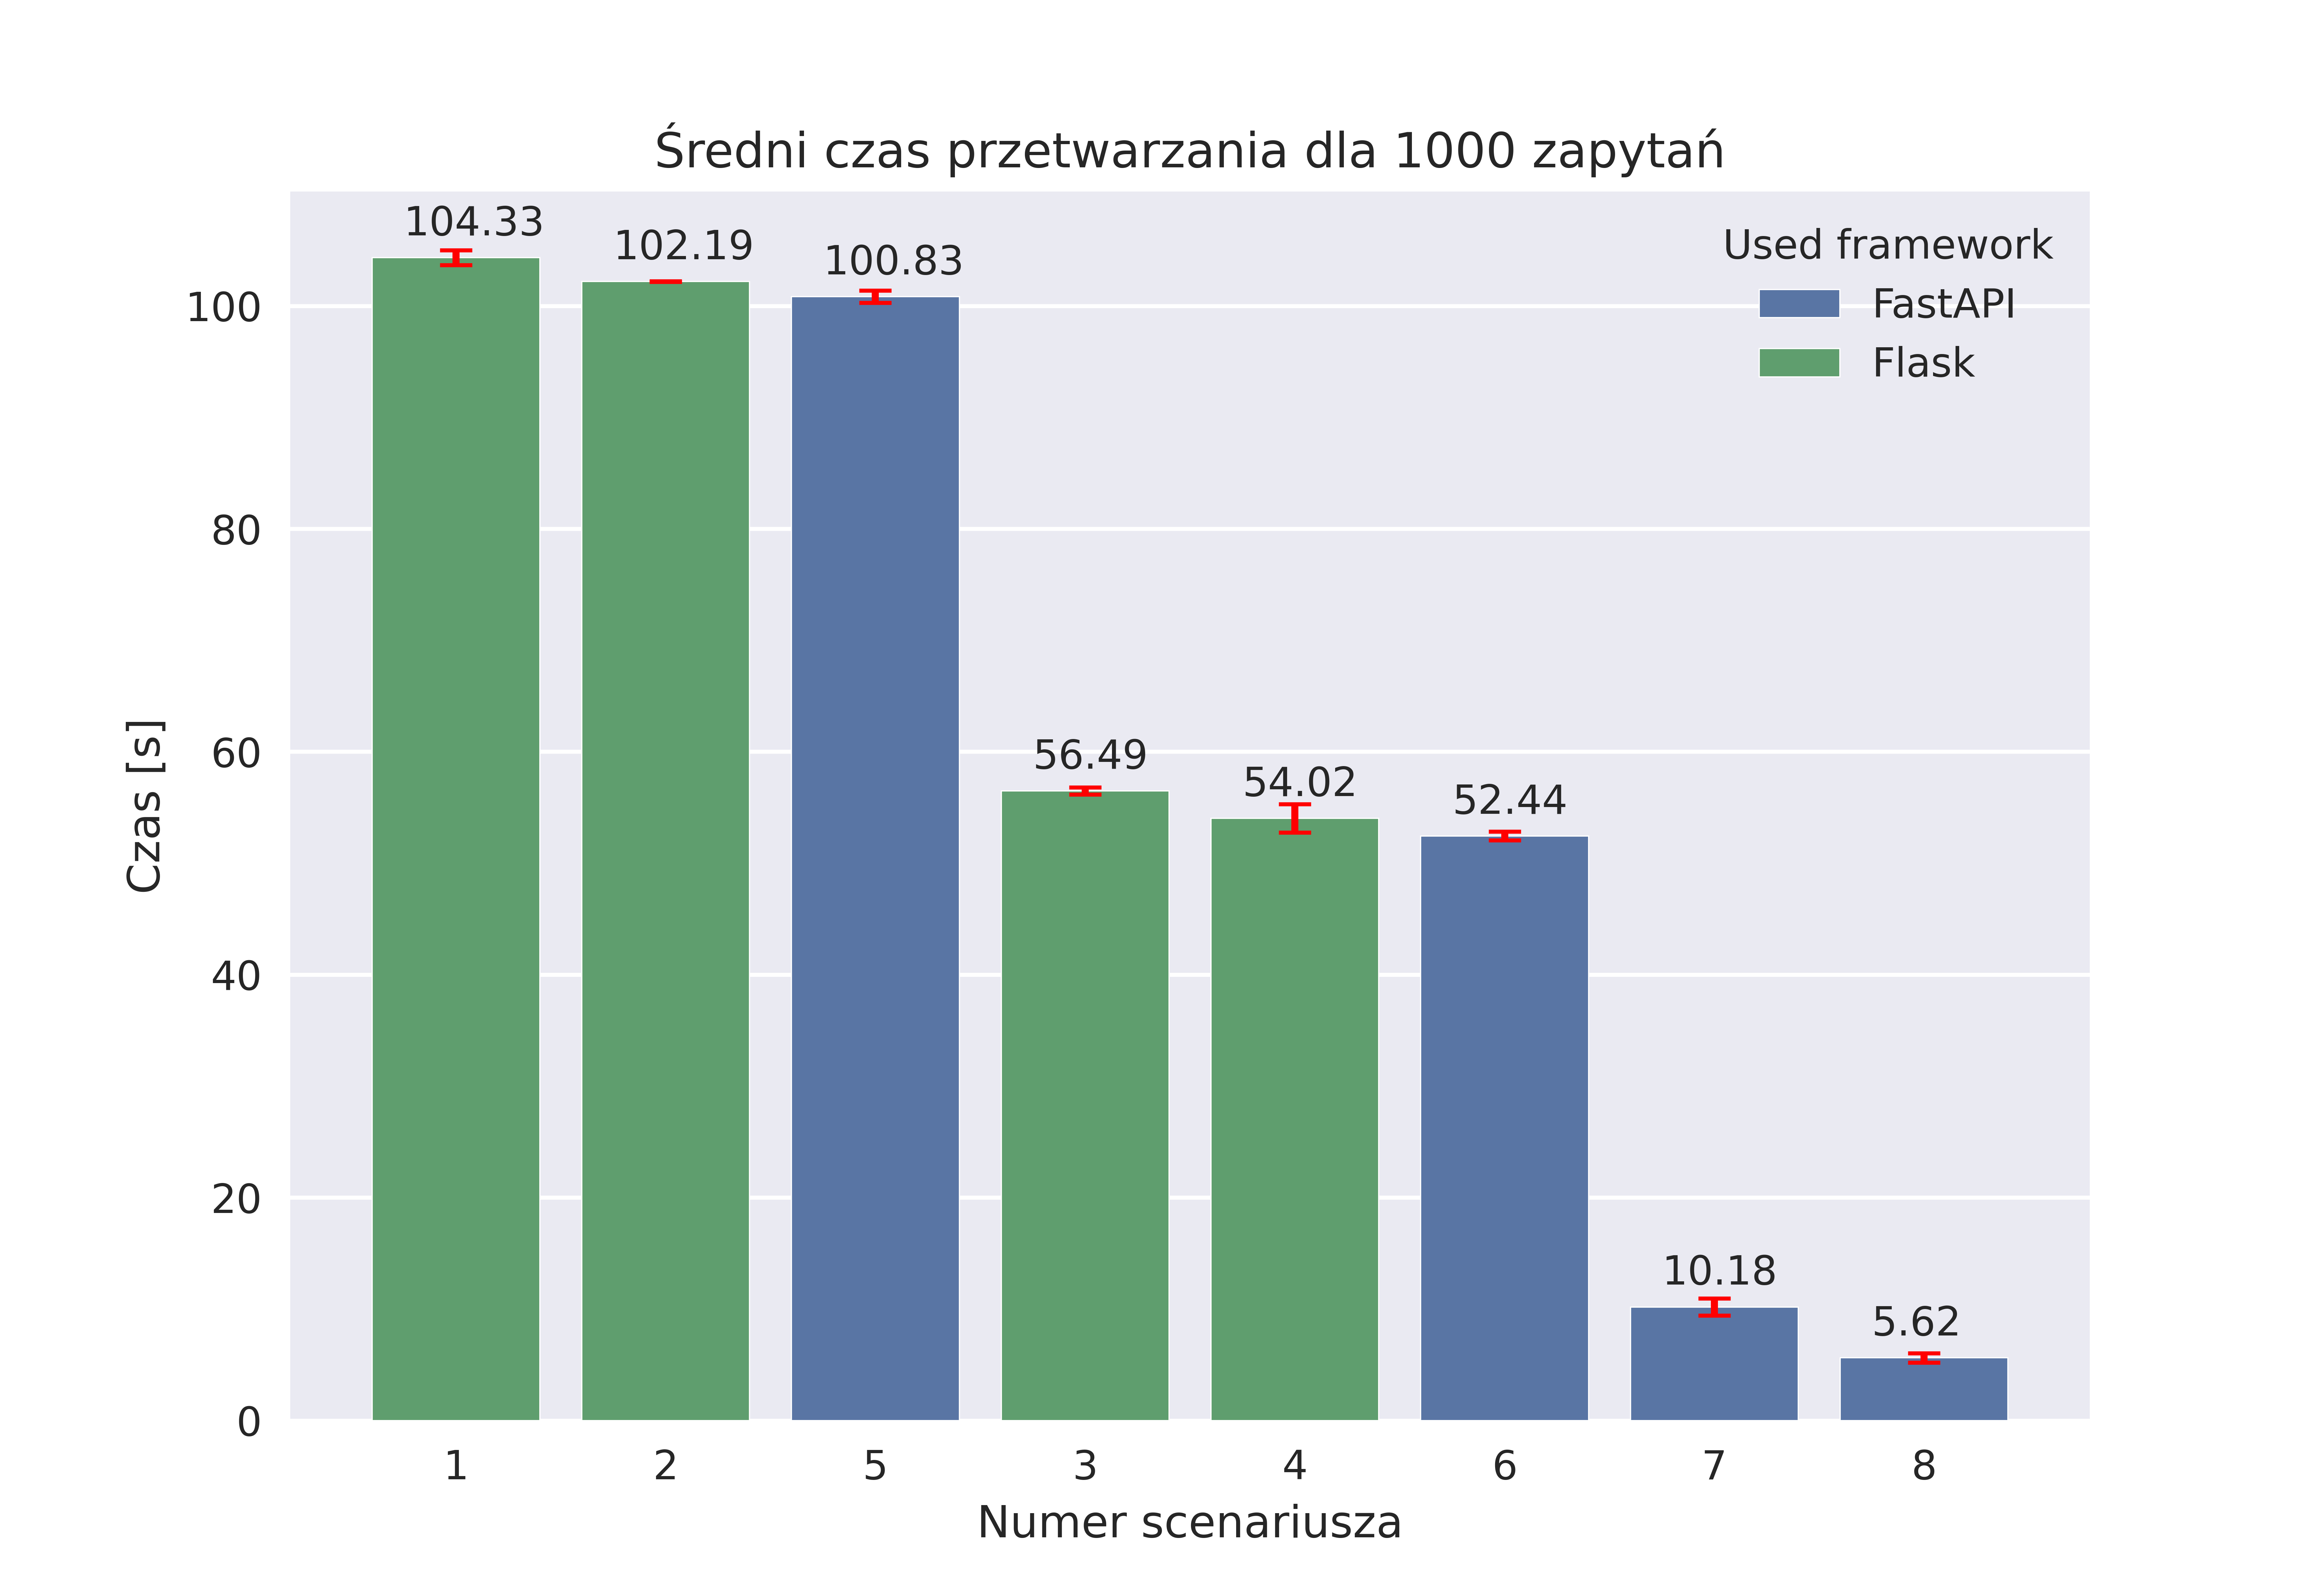 Średni czas przetwarzania dla 1000 zapytań
Used framework
FastAPI
Flask
104.33
102.19
100.83
56.49
54.02
52.44
10.18
5.62
Czas [s]
100
80
60
40
20
0
1 2 5 3 4 6 7 8
Numer scenariusza